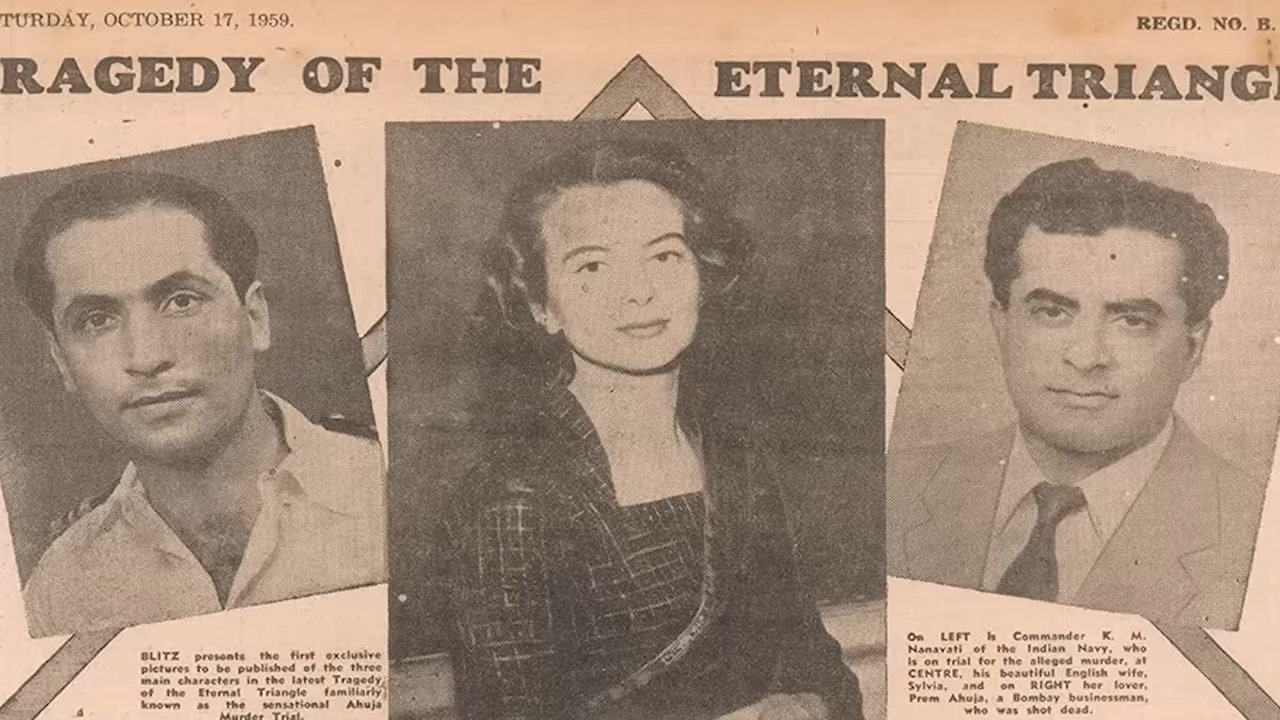 TURDAY, OCTOBER 17, 1959.
REGD. NO. B.
RAGEDY OF THE ETERNAL TRIANGL
BLITZ presents the first exclusive
pictures to be published of the three
main characters in the latest Tragedy
of the Eternal Triangle familiarly
known as the sensational Ahuja
Murder Trial.
On LEFT is Commander K. M.
Nanavati of the Indian Navy, who
is on trial for the alleged murder, at
CENTRE, his beautiful English wife,
Sylvia, and on RIGHT her lover,
Prem Ahuja, a Bombay businessman,
who was shot dead.